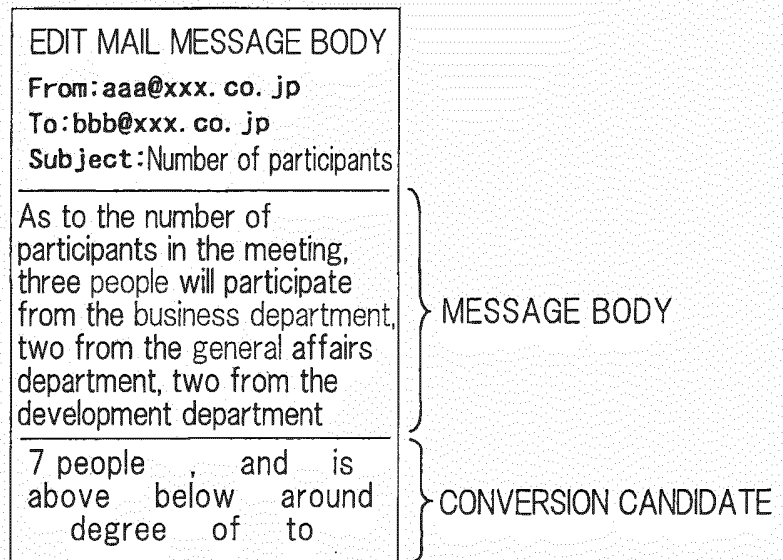 EDIT MAIL MESSAGE BODY
From:aaa@xxx. co. jp
To:bbb@xxx. co. jp
Subject:Number of participants
As to the number of
participants in the meeting,
three people will participate
from the business department,
two from the general affairs
department, two from the
development department
MESSAGE BODY
7 people , and is
above below around
degree of to
CONVERSION CANDIDATE